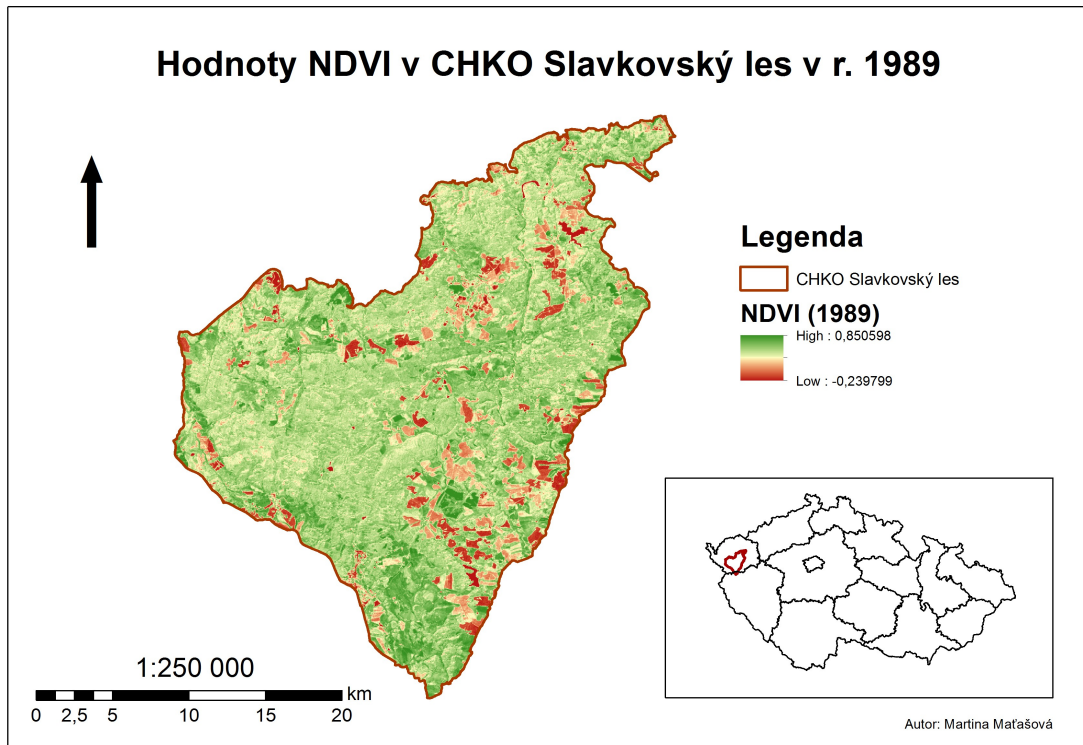 Hodnoty NDVI v CHKO Slavkovský les v r. 1989
Legenda
CHKO Slavkovský les
NDVI (1989)
High : 0,850598
Low : -0,239799
1:250 000
km
0 2,5 5 10 15 20
Autor: Martina Maťašová